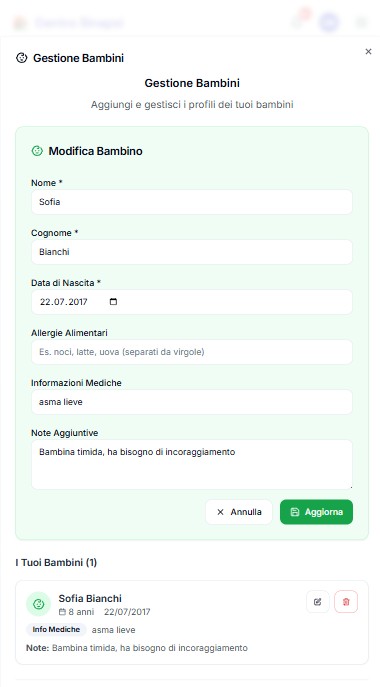 Gestione Bambini
Gestione Bambini
Aggiungi e gestisci i profili dei tuoi bambini
Modifica Bambino
Nome *
Sofia
Cognome *
Bianchi
Data di Nascita *
22.07.2017
Allergie Alimentari
Es. noci, latte, uova (separati da virgole)
Informazioni Mediche
asma lieve
Note Aggiuntive
Bambina timida, ha bisogno di incoraggiamento
Annulla
Aggiorna
I Tuoi Bambini (1)
Sofia Bianchi
8 anni 22/07/2017
Info Mediche asma lieve
Note: Bambina timida, ha bisogno di incoraggiamento